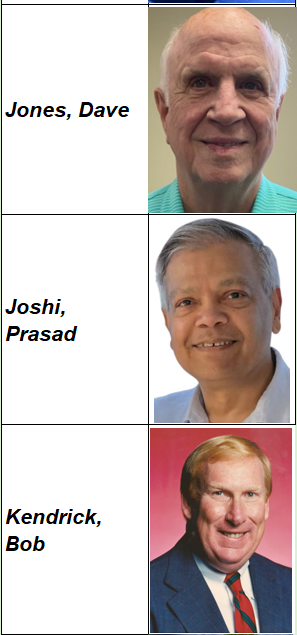 Jones, Dave
Joshi,
Prasad
Kendrick,
Bob